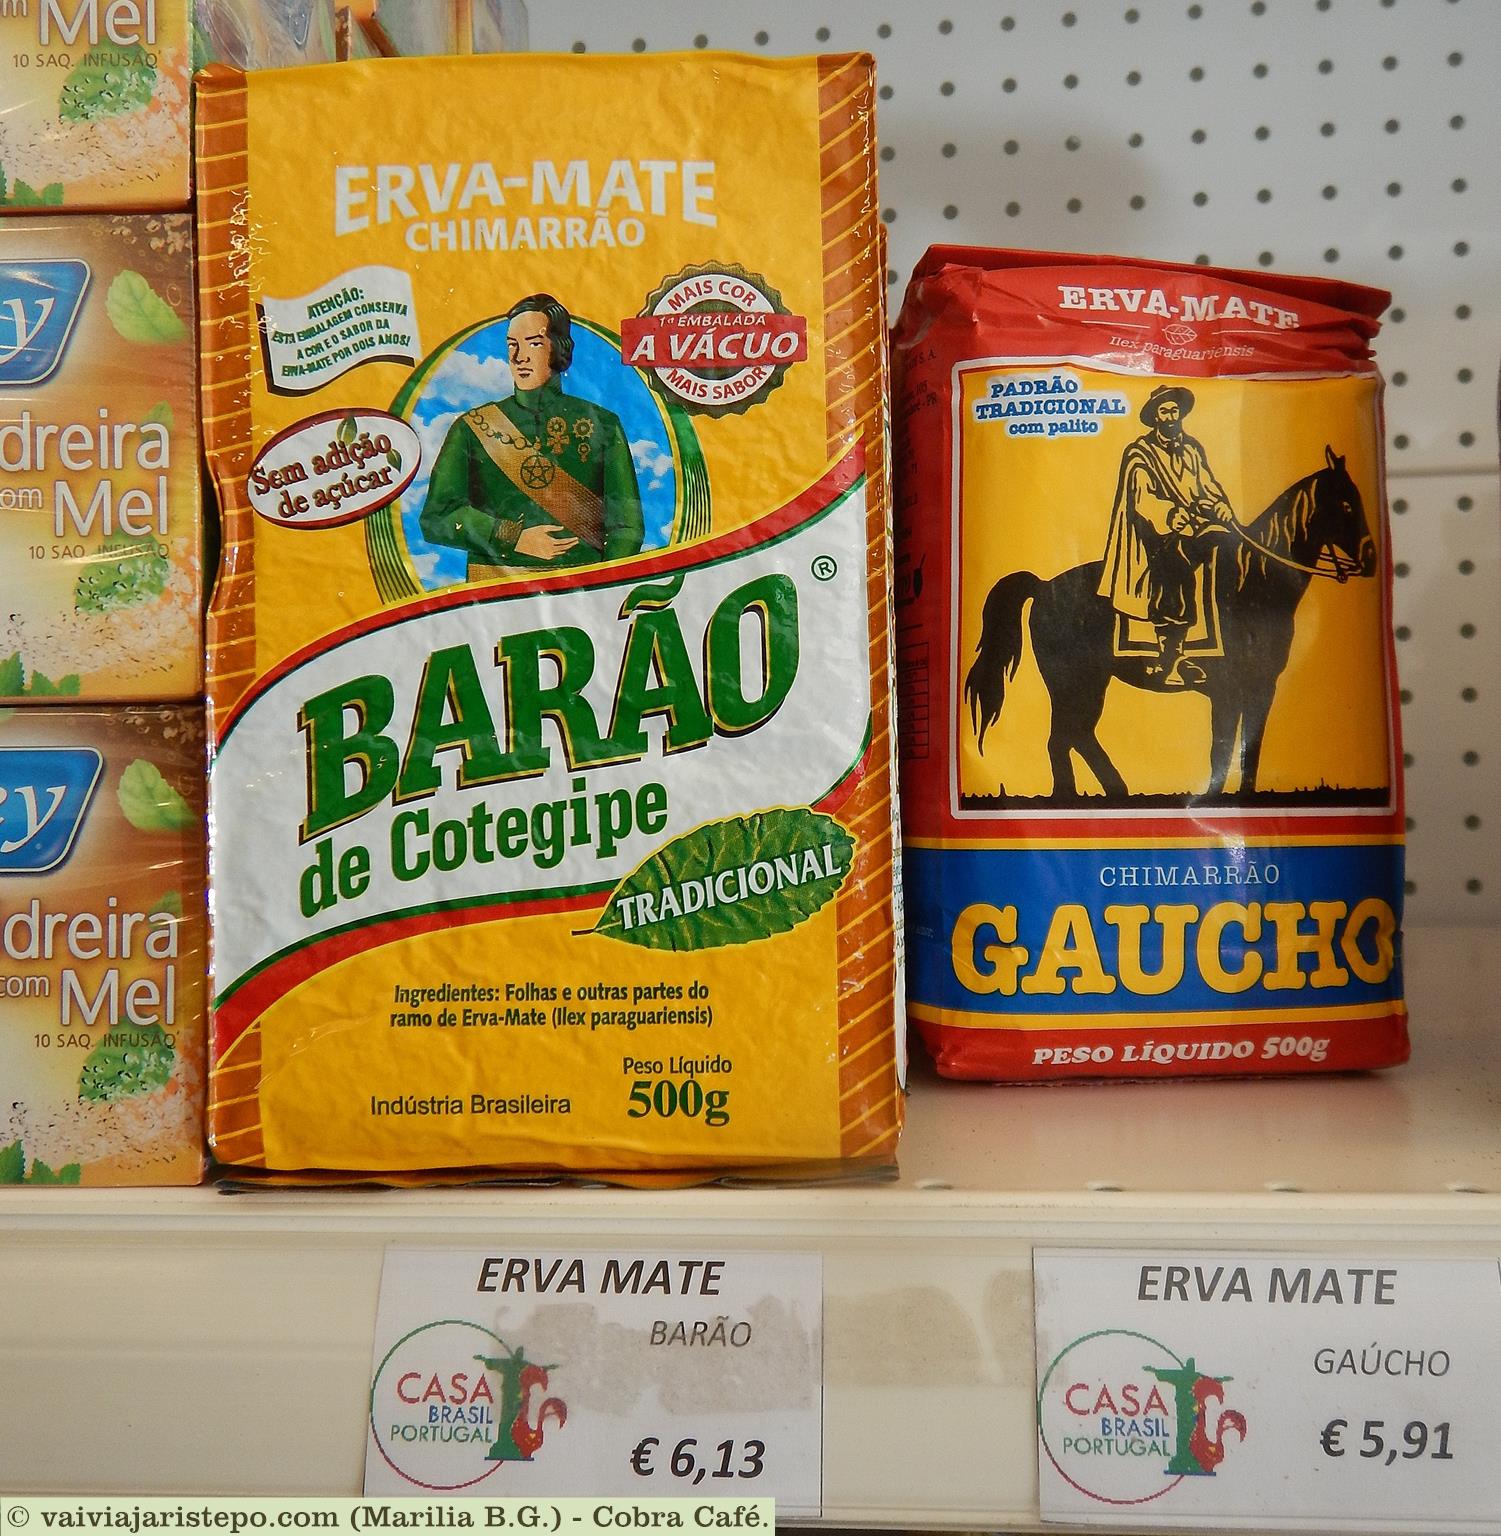 Mel
10 SAQ. INFUSÃO
dreira
com
Mel
10 SAQ. INFUSÃO
dreira
com
Mel
10 SAQ. INFUSÃO
ERVA-MATE
CHIMARRÃO
ATENÇÃO:
ESTA EMBALAGEM CONSERVA
A COR E O SABOR DA
ERVA-MATE POR DOIS ANOS!
MAIS COR
1ª EMBALADA
A VÁCUO
MAIS SABOR
Sem adição
de açúcar
BARÃO ®
de Cotegipe
TRADICIONAL
Ingredientes: Folhas e outras partes do
ramo de Erva-Mate (Ilex paraguariensis)
Peso Líquido
500g
Indústria Brasileira
ERVA-MATE
Ilex paraguariensis
PADRÃO
TRADICIONAL
com palito
CHIMARRÃO
GAUCHO
PESO LÍQUIDO 500g
ERVA MATE
BARÃO
CASA
BRASIL
PORTUGAL
€ 6,13
ERVA MATE
GAÚCHO
CASA
BRASIL
PORTUGAL
€ 5,91
© vaiviajaristepo.com (Marilia B.G.) - Cobra Café.